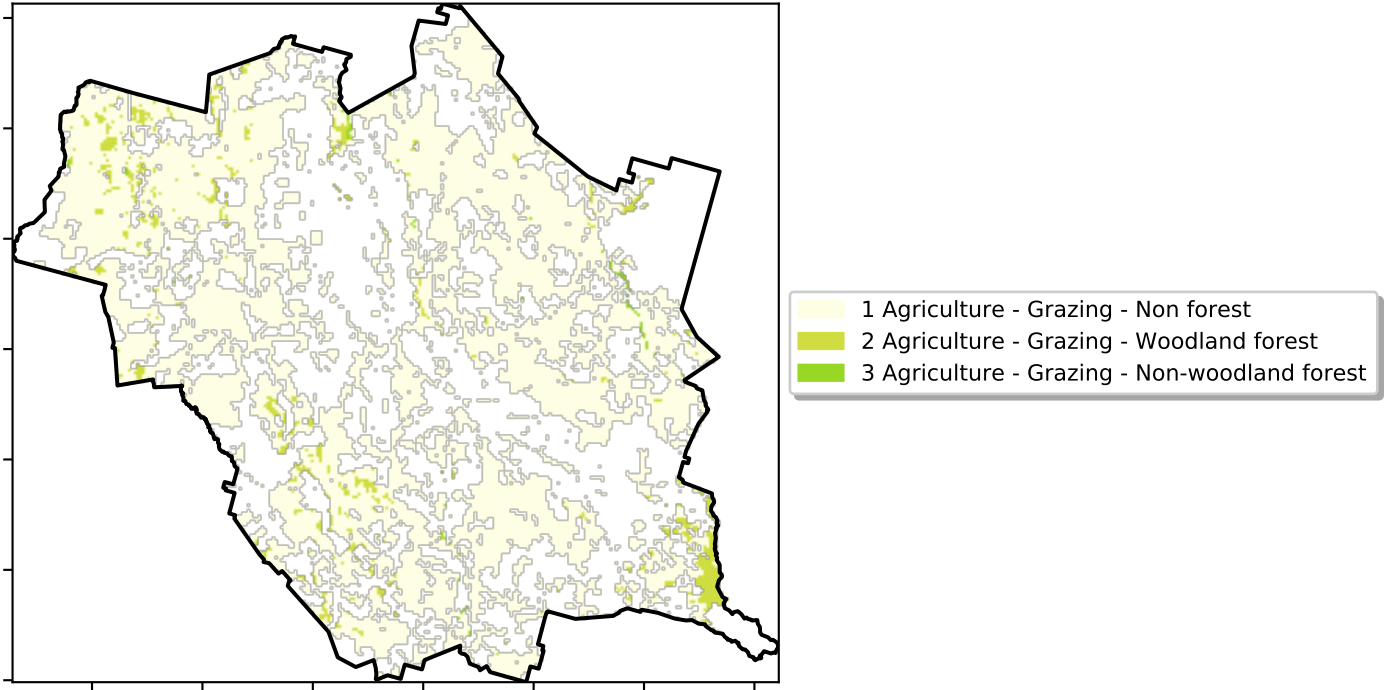 1 Agriculture - Grazing - Non forest
2 Agriculture - Grazing - Woodland forest
3 Agriculture - Grazing - Non-woodland forest